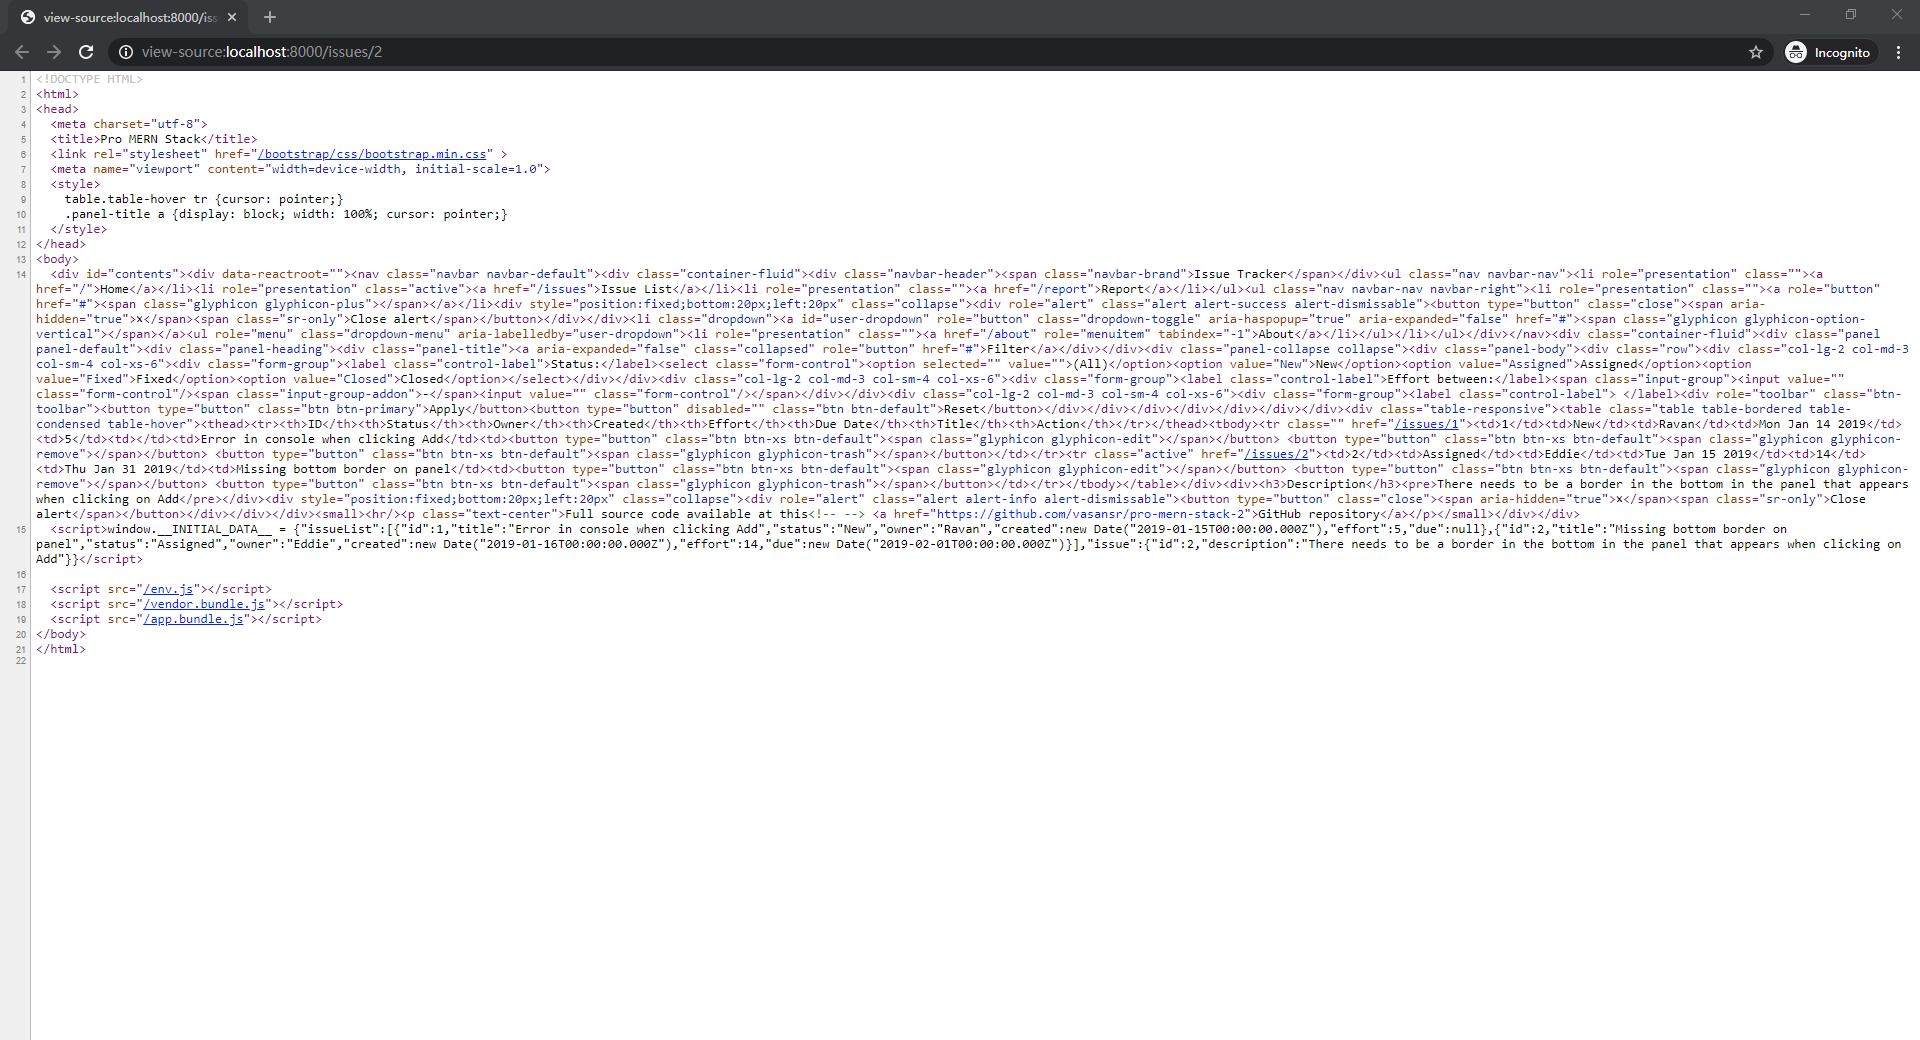 view-source:localhost:8000/iss
view-source:localhost:8000/issues/2
Incognito
1 <!DOCTYPE HTML>
2 <html>
3 <head>
4 <meta charset="utf-8">
5 <title>Pro MERN Stack</title>
6 <link rel="stylesheet" href="/bootstrap/css/bootstrap.min.css" >
7 <meta name="viewport" content="width=device-width, initial-scale=1.0">
8 <style>
9 table.table-hover tr {cursor: pointer;}
10 .panel-title a {display: block; width: 100%; cursor: pointer;}
11 </style>
12 </head>
13 <body>
14 <div id="contents"><div data-reactroot=""><nav class="navbar navbar-default"><div class="container-fluid"><div class="navbar-header"><span class="navbar-brand">Issue Tracker</span></div><ul class="nav navbar-nav"><li role="presentation" class=""><a
href="/">Home</a></li><li role="presentation" class="active"><a href="/issues">Issue List</a></li><li role="presentation" class=""><a href="/report">Report</a></li></ul><ul class="nav navbar-nav navbar-right"><li role="presentation" class=""><a role="button"
href="#"><span class="glyphicon glyphicon-plus"></span></a></li><div style="position:fixed;bottom:20px;left:20px" class="collapse"><div role="alert" class="alert alert-success alert-dismissable"><button type="button" class="close"><span aria-
hidden="true">×</span><span class="sr-only">Close alert</span></button></div></div><li class="dropdown"><a id="user-dropdown" role="button" class="dropdown-toggle" aria-haspopup="true" aria-expanded="false" href="#"><span class="glyphicon glyphicon-option-
vertical"></span></a><ul role="menu" class="dropdown-menu" aria-labelledby="user-dropdown"><li role="presentation" class=""><a href="/about" role="menuitem" tabindex="-1">About</a></li></ul></li></ul></div></nav><div class="container-fluid"><div class="panel
panel-default"><div class="panel-heading"><div class="panel-title"><a aria-expanded="false" class="collapsed" role="button" href="#">Filter</a></div></div><div class="panel-collapse collapse"><div class="panel-body"><div class="row"><div class="col-lg-2 col-md-3
col-sm-4 col-xs-6"><div class="form-group"><label class="control-label">Status:</label><select class="form-control"><option selected="" value="">(All)</option><option value="New">New</option><option value="Assigned">Assigned</option><option
value="Fixed">Fixed</option><option value="Closed">Closed</option></select></div></div><div class="col-lg-2 col-md-3 col-sm-4 col-xs-6"><div class="form-group"><label class="control-label">Effort between:</label><span class="input-group"><input value=""
class="form-control"/><span class="input-group-addon">-</span><input value="" class="form-control"/></span></div></div><div class="col-lg-2 col-md-3 col-sm-4 col-xs-6"><div class="form-group"><label class="control-label"> </label><div role="toolbar" class="btn-
toolbar"><button type="button" class="btn btn-primary">Apply</button><button type="button" disabled="" class="btn btn-default">Reset</button></div></div></div></div></div></div></div><div class="table-responsive"><table class="table table-bordered table-
condensed table-hover"><thead><tr><th>ID</th><th>Status</th><th>Owner</th><th>Created</th><th>Effort</th><th>Due Date</th><th>Title</th><th>Action</th></tr></thead><tbody><tr class="" href="/issues/1"><td>1</td><td>New</td><td>Ravan</td><td>Mon Jan 14 2019</td>
<td>5</td><td></td><td>Error in console when clicking Add</td><td><button type="button" class="btn btn-xs btn-default"><span class="glyphicon glyphicon-edit"></span></button> <button type="button" class="btn btn-xs btn-default"><span class="glyphicon glyphicon-
remove"></span></button> <button type="button" class="btn btn-xs btn-default"><span class="glyphicon glyphicon-trash"></span></button></td></tr><tr class="active" href="/issues/2"><td>2</td><td>Assigned</td><td>Eddie</td><td>Tue Jan 15 2019</td><td>14</td>
<td>Thu Jan 31 2019</td><td>Missing bottom border on panel</td><td><button type="button" class="btn btn-xs btn-default"><span class="glyphicon glyphicon-edit"></span></button> <button type="button" class="btn btn-xs btn-default"><span class="glyphicon glyphicon-
remove"></span></button> <button type="button" class="btn btn-xs btn-default"><span class="glyphicon glyphicon-trash"></span></button></td></tr></tbody></table></div><div><h3>Description</h3><pre>There needs to be a border in the bottom in the panel that appears
when clicking on Add</pre></div><div style="position:fixed;bottom:20px;left:20px" class="collapse"><div role="alert" class="alert alert-info alert-dismissable"><button type="button" class="close"><span aria-hidden="true">×</span><span class="sr-only">Close
alert</span></button></div></div></div><small><hr/><p class="text-center">Full source code available at this<!-- --> <a href="https://github.com/vasansr/pro-mern-stack-2">GitHub repository</a></p></small></div></div>
15 <script>window.__INITIAL_DATA__ = {"issueList":[{"id":1,"title":"Error in console when clicking Add","status":"New","owner":"Ravan","created":new Date("2019-01-15T00:00:00.000Z"),"effort":5,"due":null},{"id":2,"title":"Missing bottom border on
panel","status":"Assigned","owner":"Eddie","created":new Date("2019-01-16T00:00:00.000Z"),"effort":14,"due":new Date("2019-02-01T00:00:00.000Z")}],"issue":{"id":2,"description":"There needs to be a border in the bottom in the panel that appears when clicking on
Add"}}</script>
16
17 <script src="/env.js"></script>
18 <script src="/vendor.bundle.js"></script>
19 <script src="/app.bundle.js"></script>
20 </body>
21 </html>
22